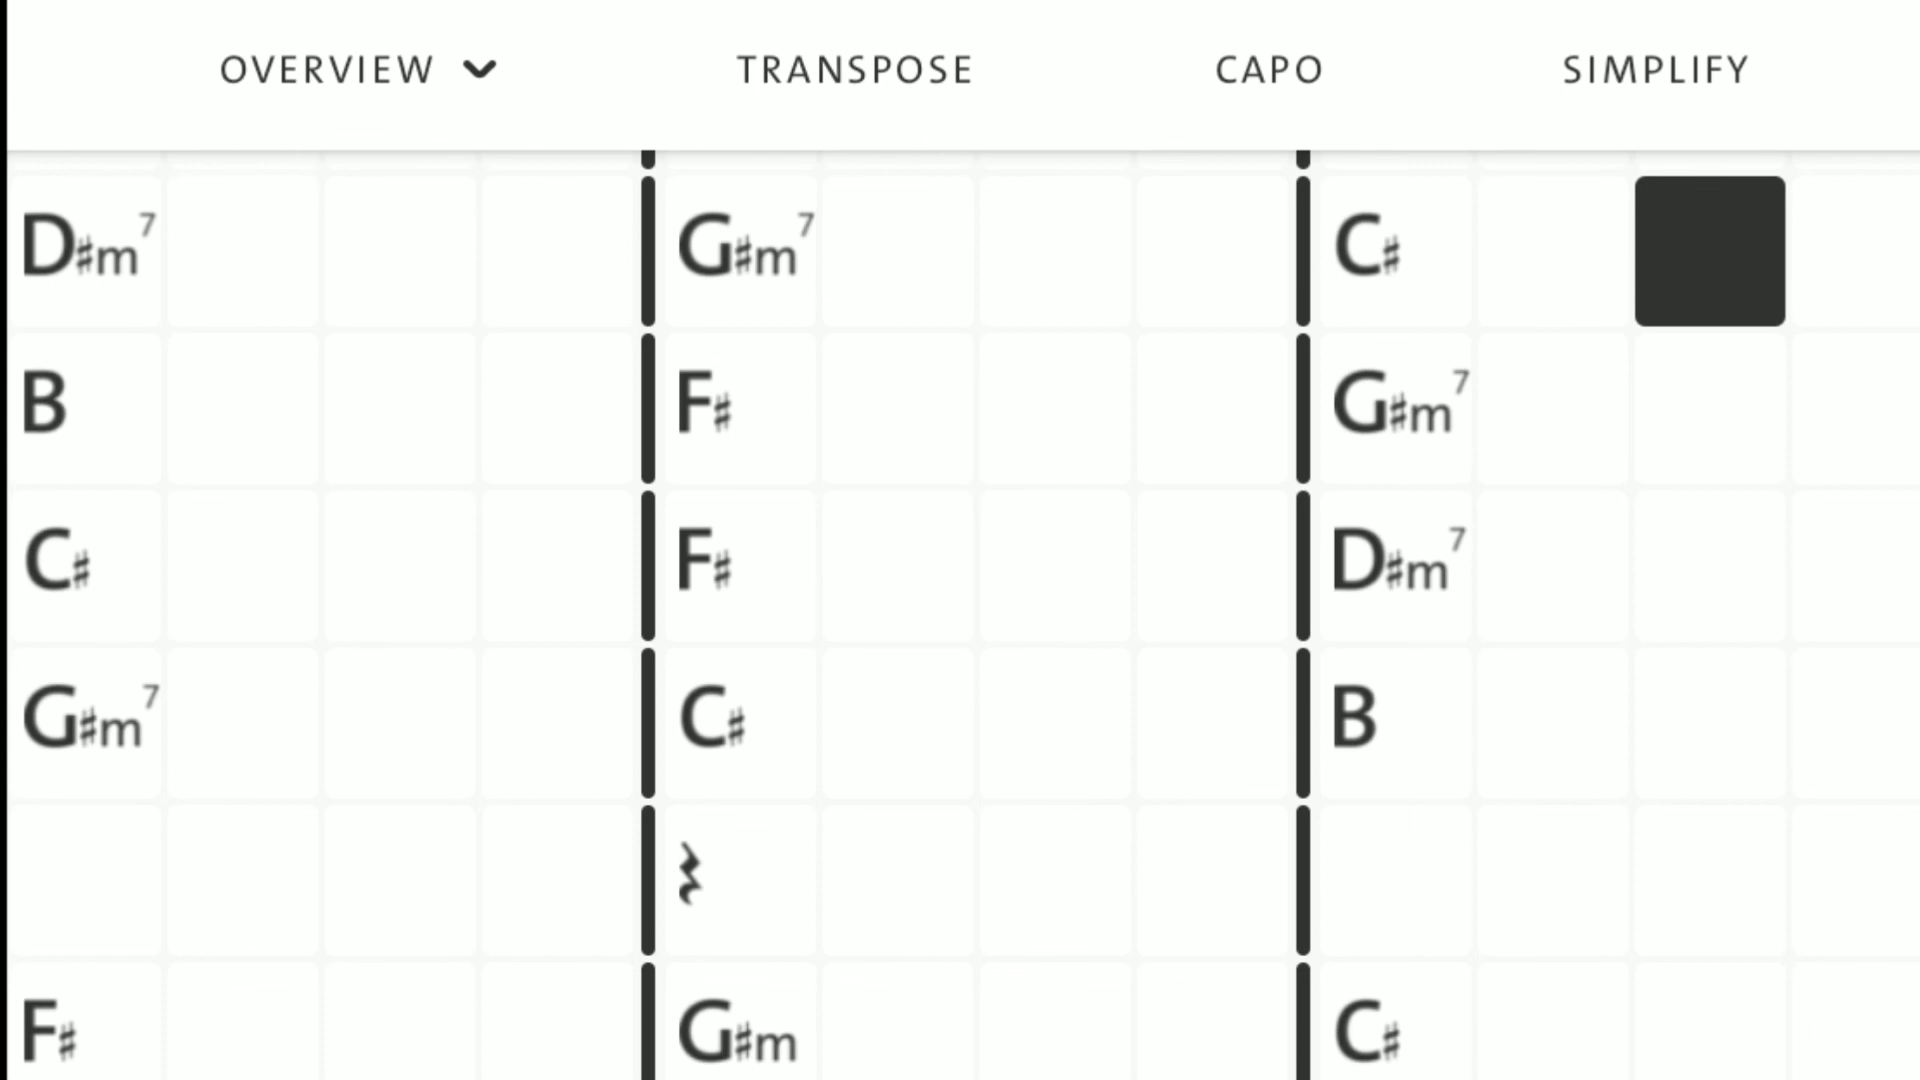 OVERVIEW TRANSPOSE CAPO SIMPLIFY
D♯m7 G♯m7 C♯
B F♯ G♯m7
C♯ F♯ D♯m7
G♯m7 C♯ B
𝄽
F♯ G♯m C♯